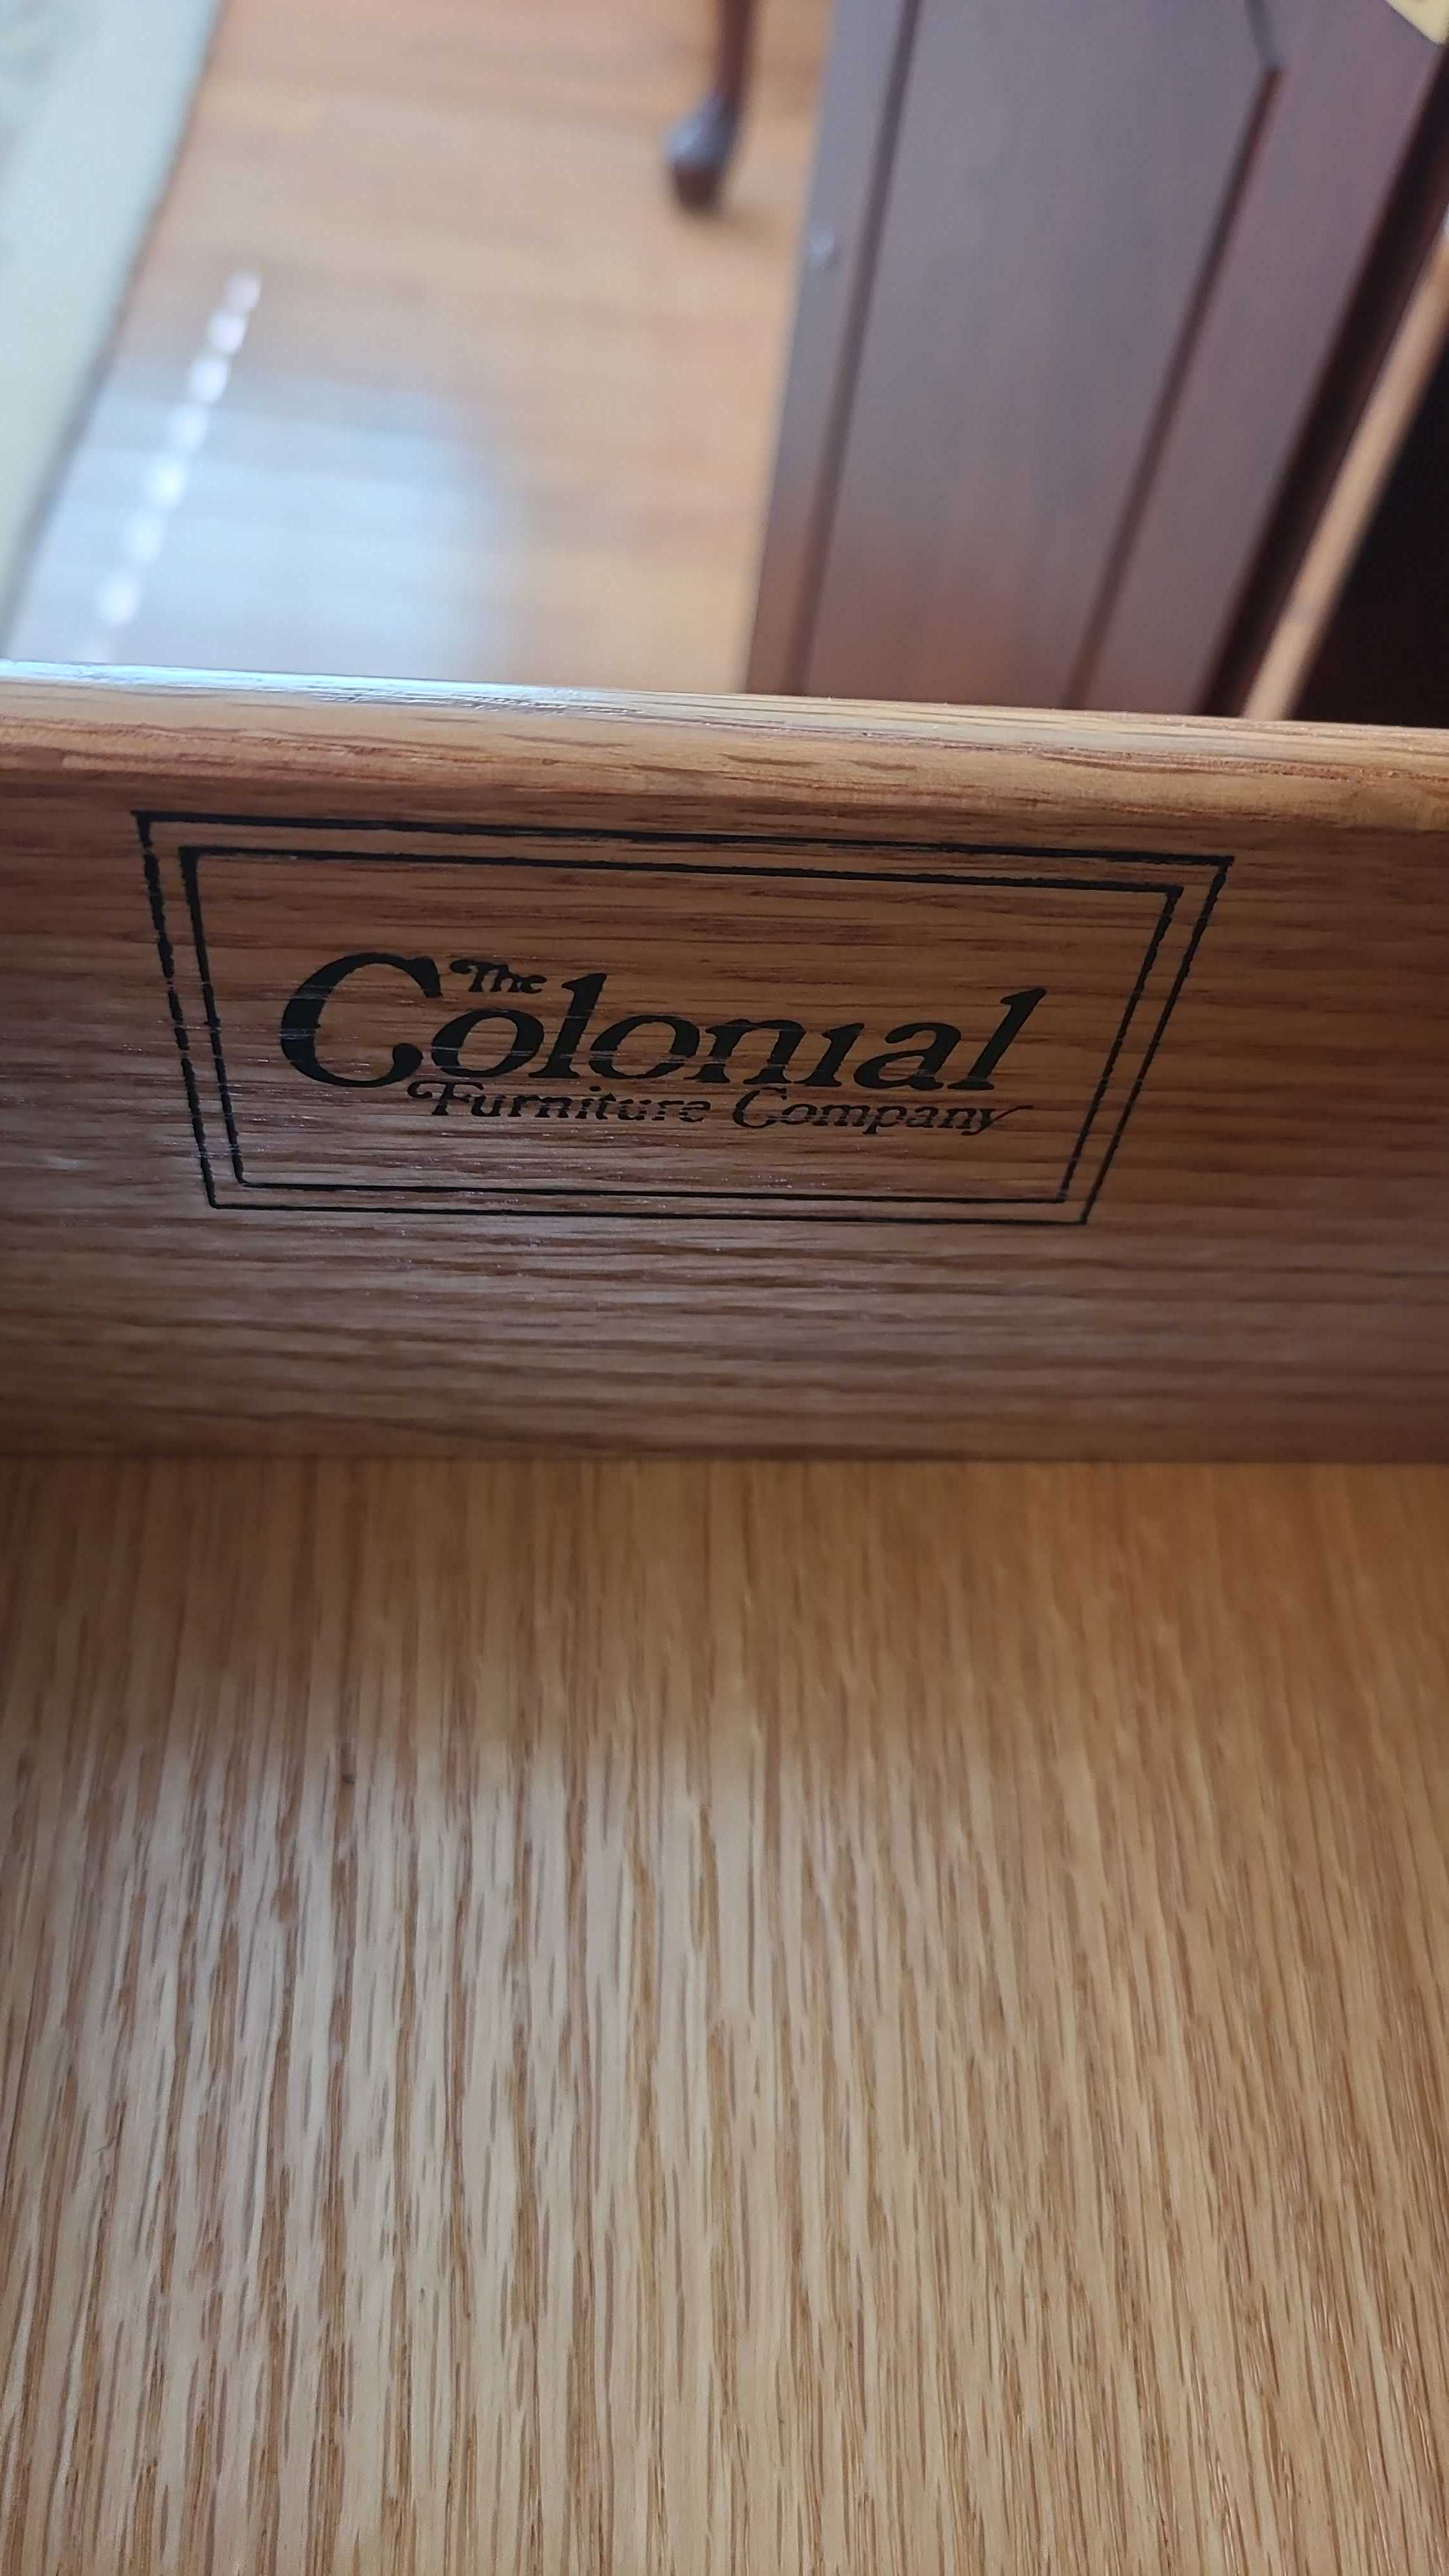 The
Colonial
Furniture Company